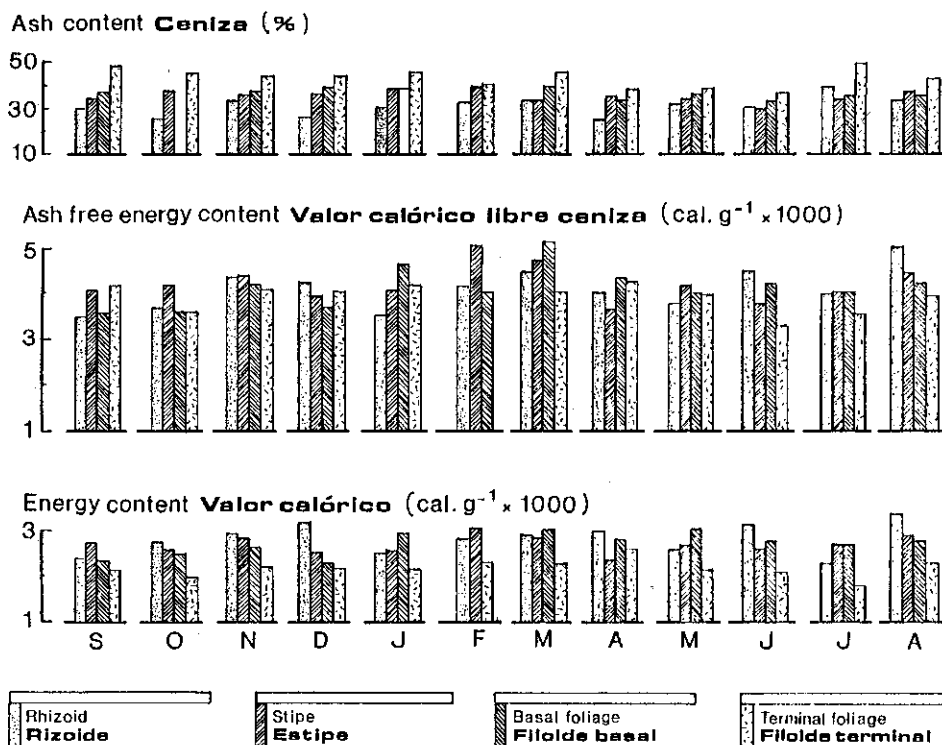 Ash content Ceniza (%)
50
30
10
Ash free energy content Valor calórico libre ceniza (cal. g⁻¹ x 1000)
5
3
1
Energy content Valor calórico (cal. g⁻¹ x 1000)
3
1
S O N D J F M A M J J A
Rhizoid
Rizoide
Stipe
Estipe
Basal foliage
Filoide basal
Terminal foliage
Filoide terminal